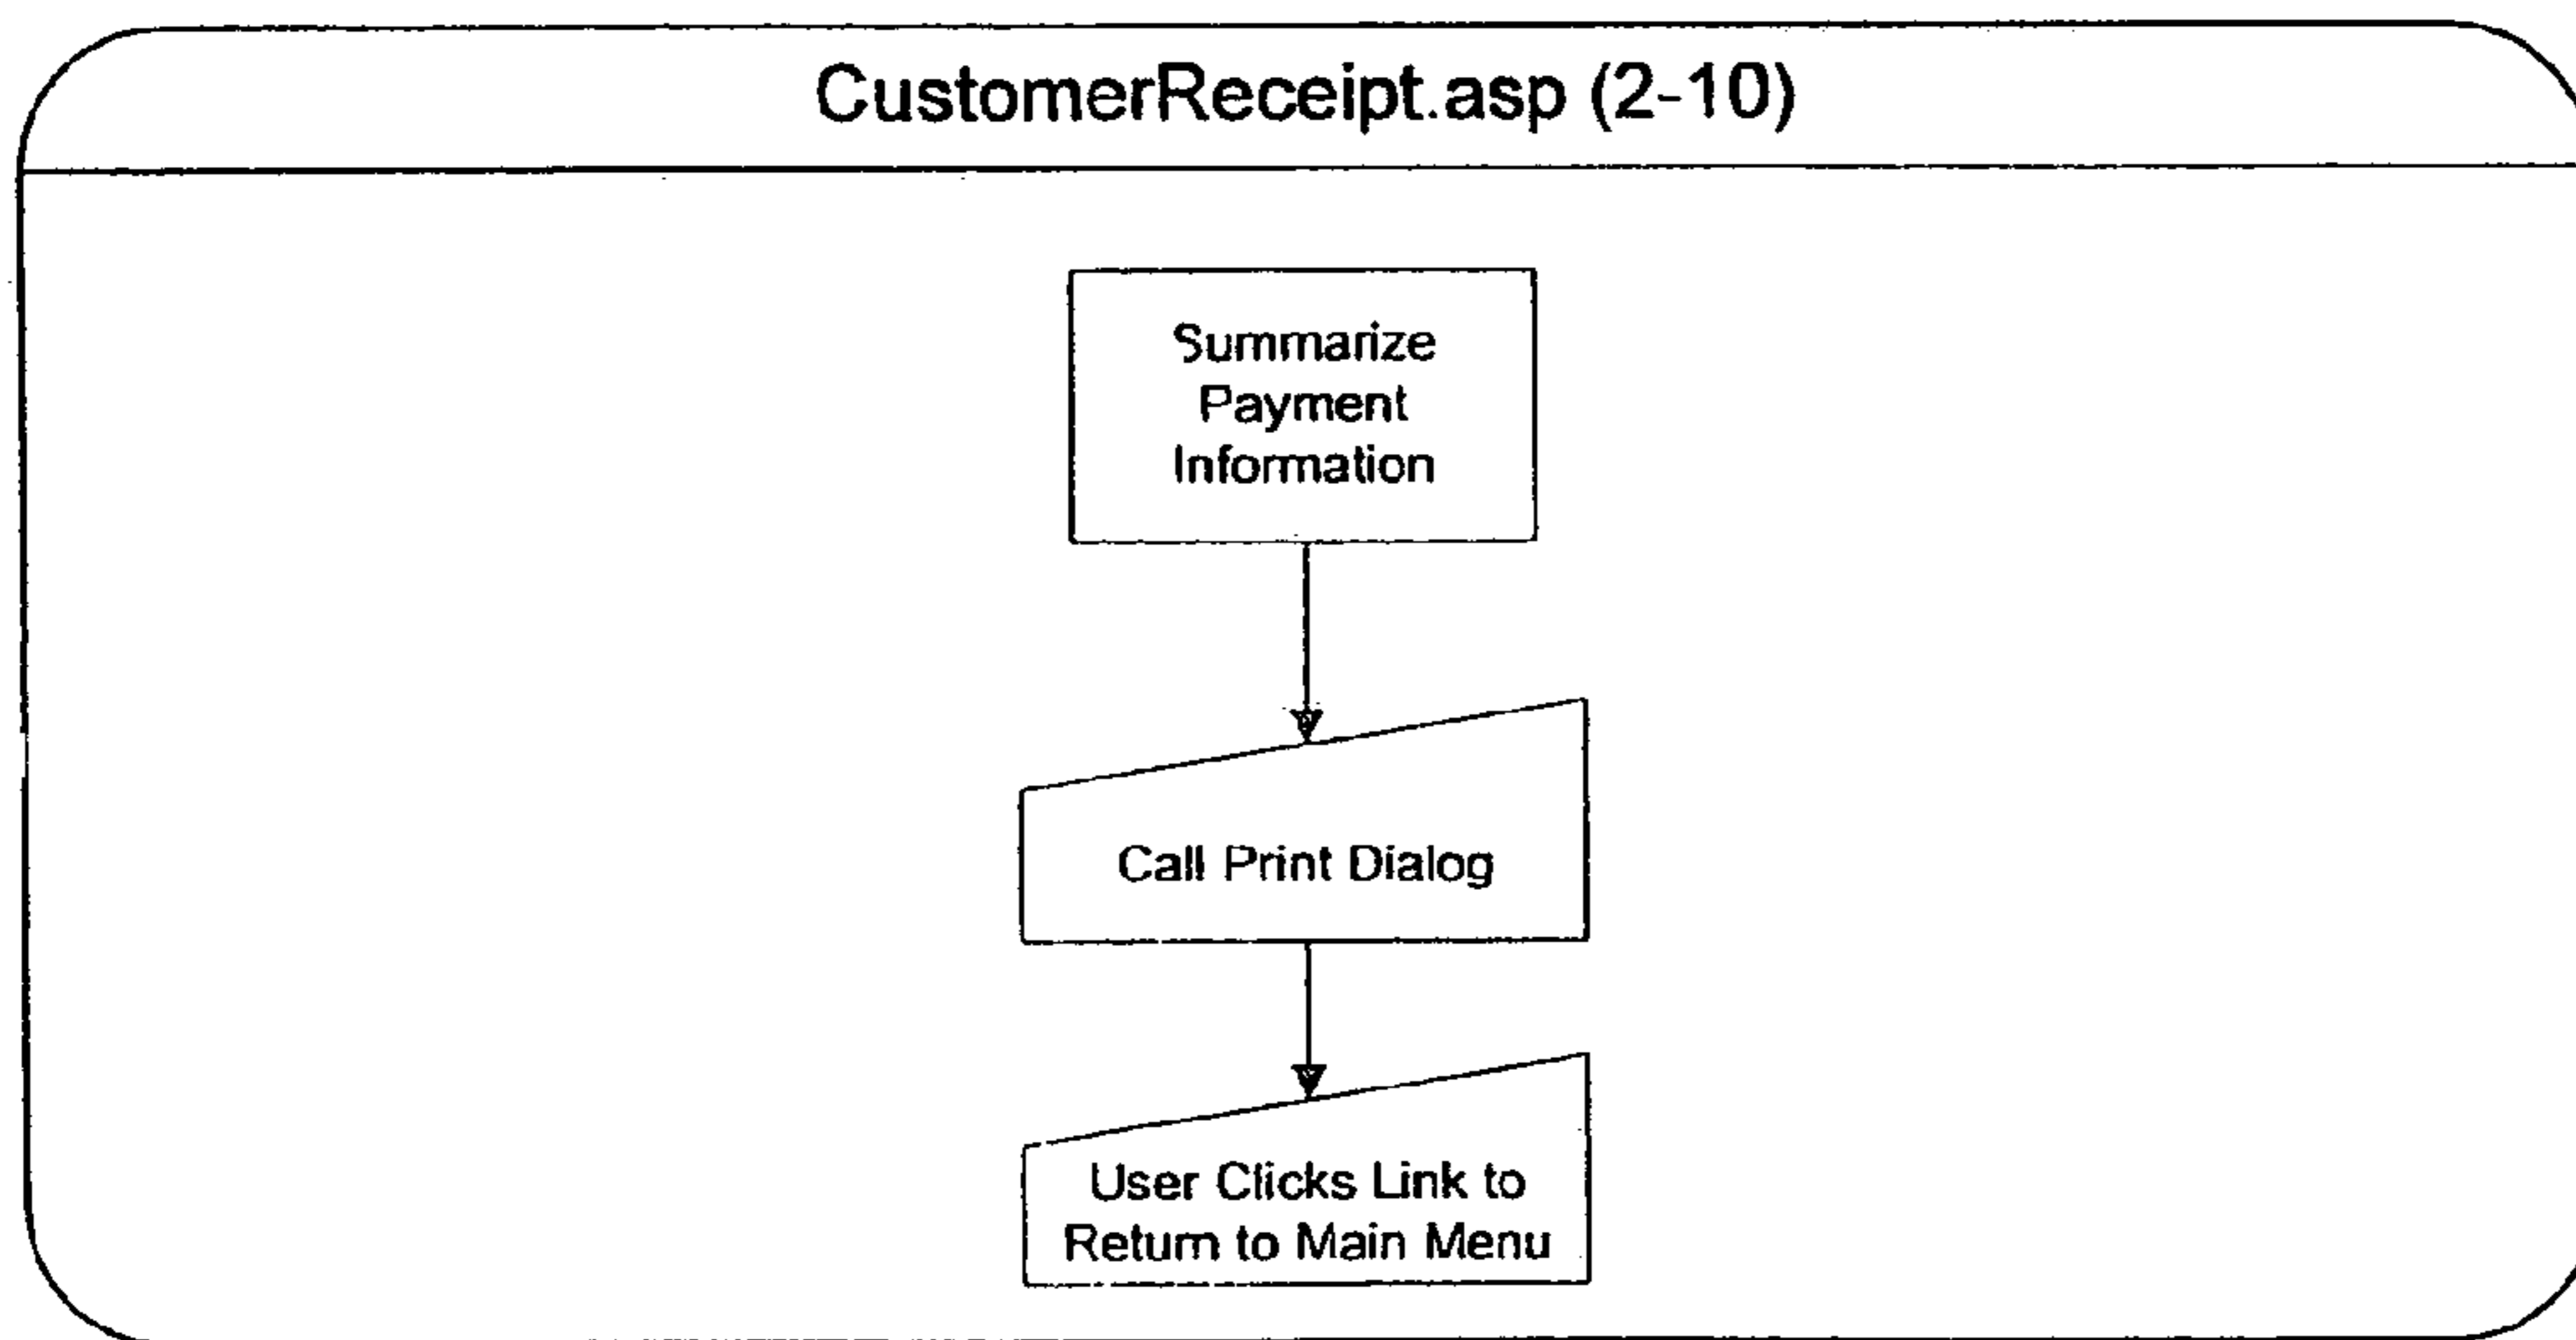 CustomerReceipt.asp (2-10)
Summarize
Payment
Information
Call Print Dialog
User Clicks Link to
Return to Main Menu